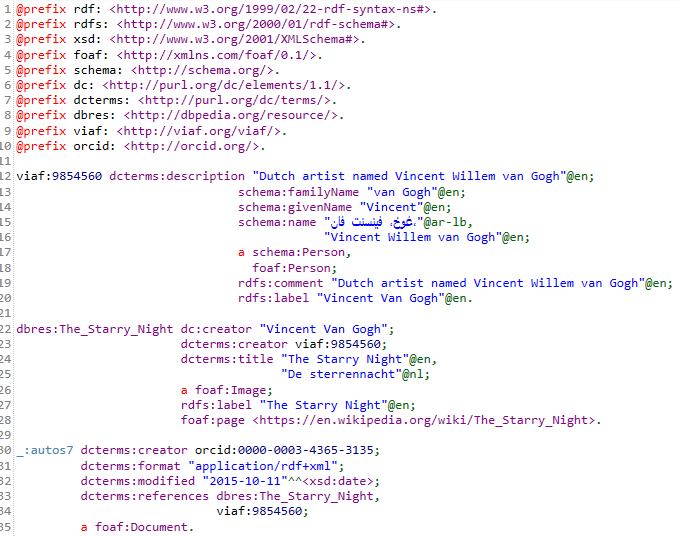 1 @prefix rdf: <http://www.w3.org/1999/02/22-rdf-syntax-ns#>.
2 @prefix rdfs: <http://www.w3.org/2000/01/rdf-schema#>.
3 @prefix xsd: <http://www.w3.org/2001/XMLSchema#>.
4 @prefix foaf: <http://xmlns.com/foaf/0.1/>.
5 @prefix schema: <http://schema.org/>.
6 @prefix dc: <http://purl.org/dc/elements/1.1/>.
7 @prefix dcterms: <http://purl.org/dc/terms/>.
8 @prefix dbres: <http://dbpedia.org/resource/>.
9 @prefix viaf: <http://viaf.org/viaf/>.
10 @prefix orcid: <http://orcid.org/>.
11
12 viaf:9854560 dcterms:description "Dutch artist named Vincent Willem van Gogh"@en;
13 schema:familyName "van Gogh"@en;
14 schema:givenName "Vincent"@en;
15 schema:name "،غوخ، فينسنت فان"@ar-lb,
16 "Vincent Willem van Gogh"@en;
17 a schema:Person,
18 foaf:Person;
19 rdfs:comment "Dutch artist named Vincent Willem van Gogh"@en;
20 rdfs:label "Vincent Van Gogh"@en.
21
22 dbres:The_Starry_Night dc:creator "Vincent Van Gogh";
23 dcterms:creator viaf:9854560;
24 dcterms:title "The Starry Night"@en,
25 "De sterrennacht"@nl;
26 a foaf:Image;
27 rdfs:label "The Starry Night"@en;
28 foaf:page <https://en.wikipedia.org/wiki/The_Starry_Night>.
29
30 _:autos7 dcterms:creator orcid:0000-0003-4365-3135;
31 dcterms:format "application/rdf+xml";
32 dcterms:modified "2015-10-11"^^<xsd:date>;
33 dcterms:references dbres:The_Starry_Night,
34 viaf:9854560;
35 a foaf:Document.